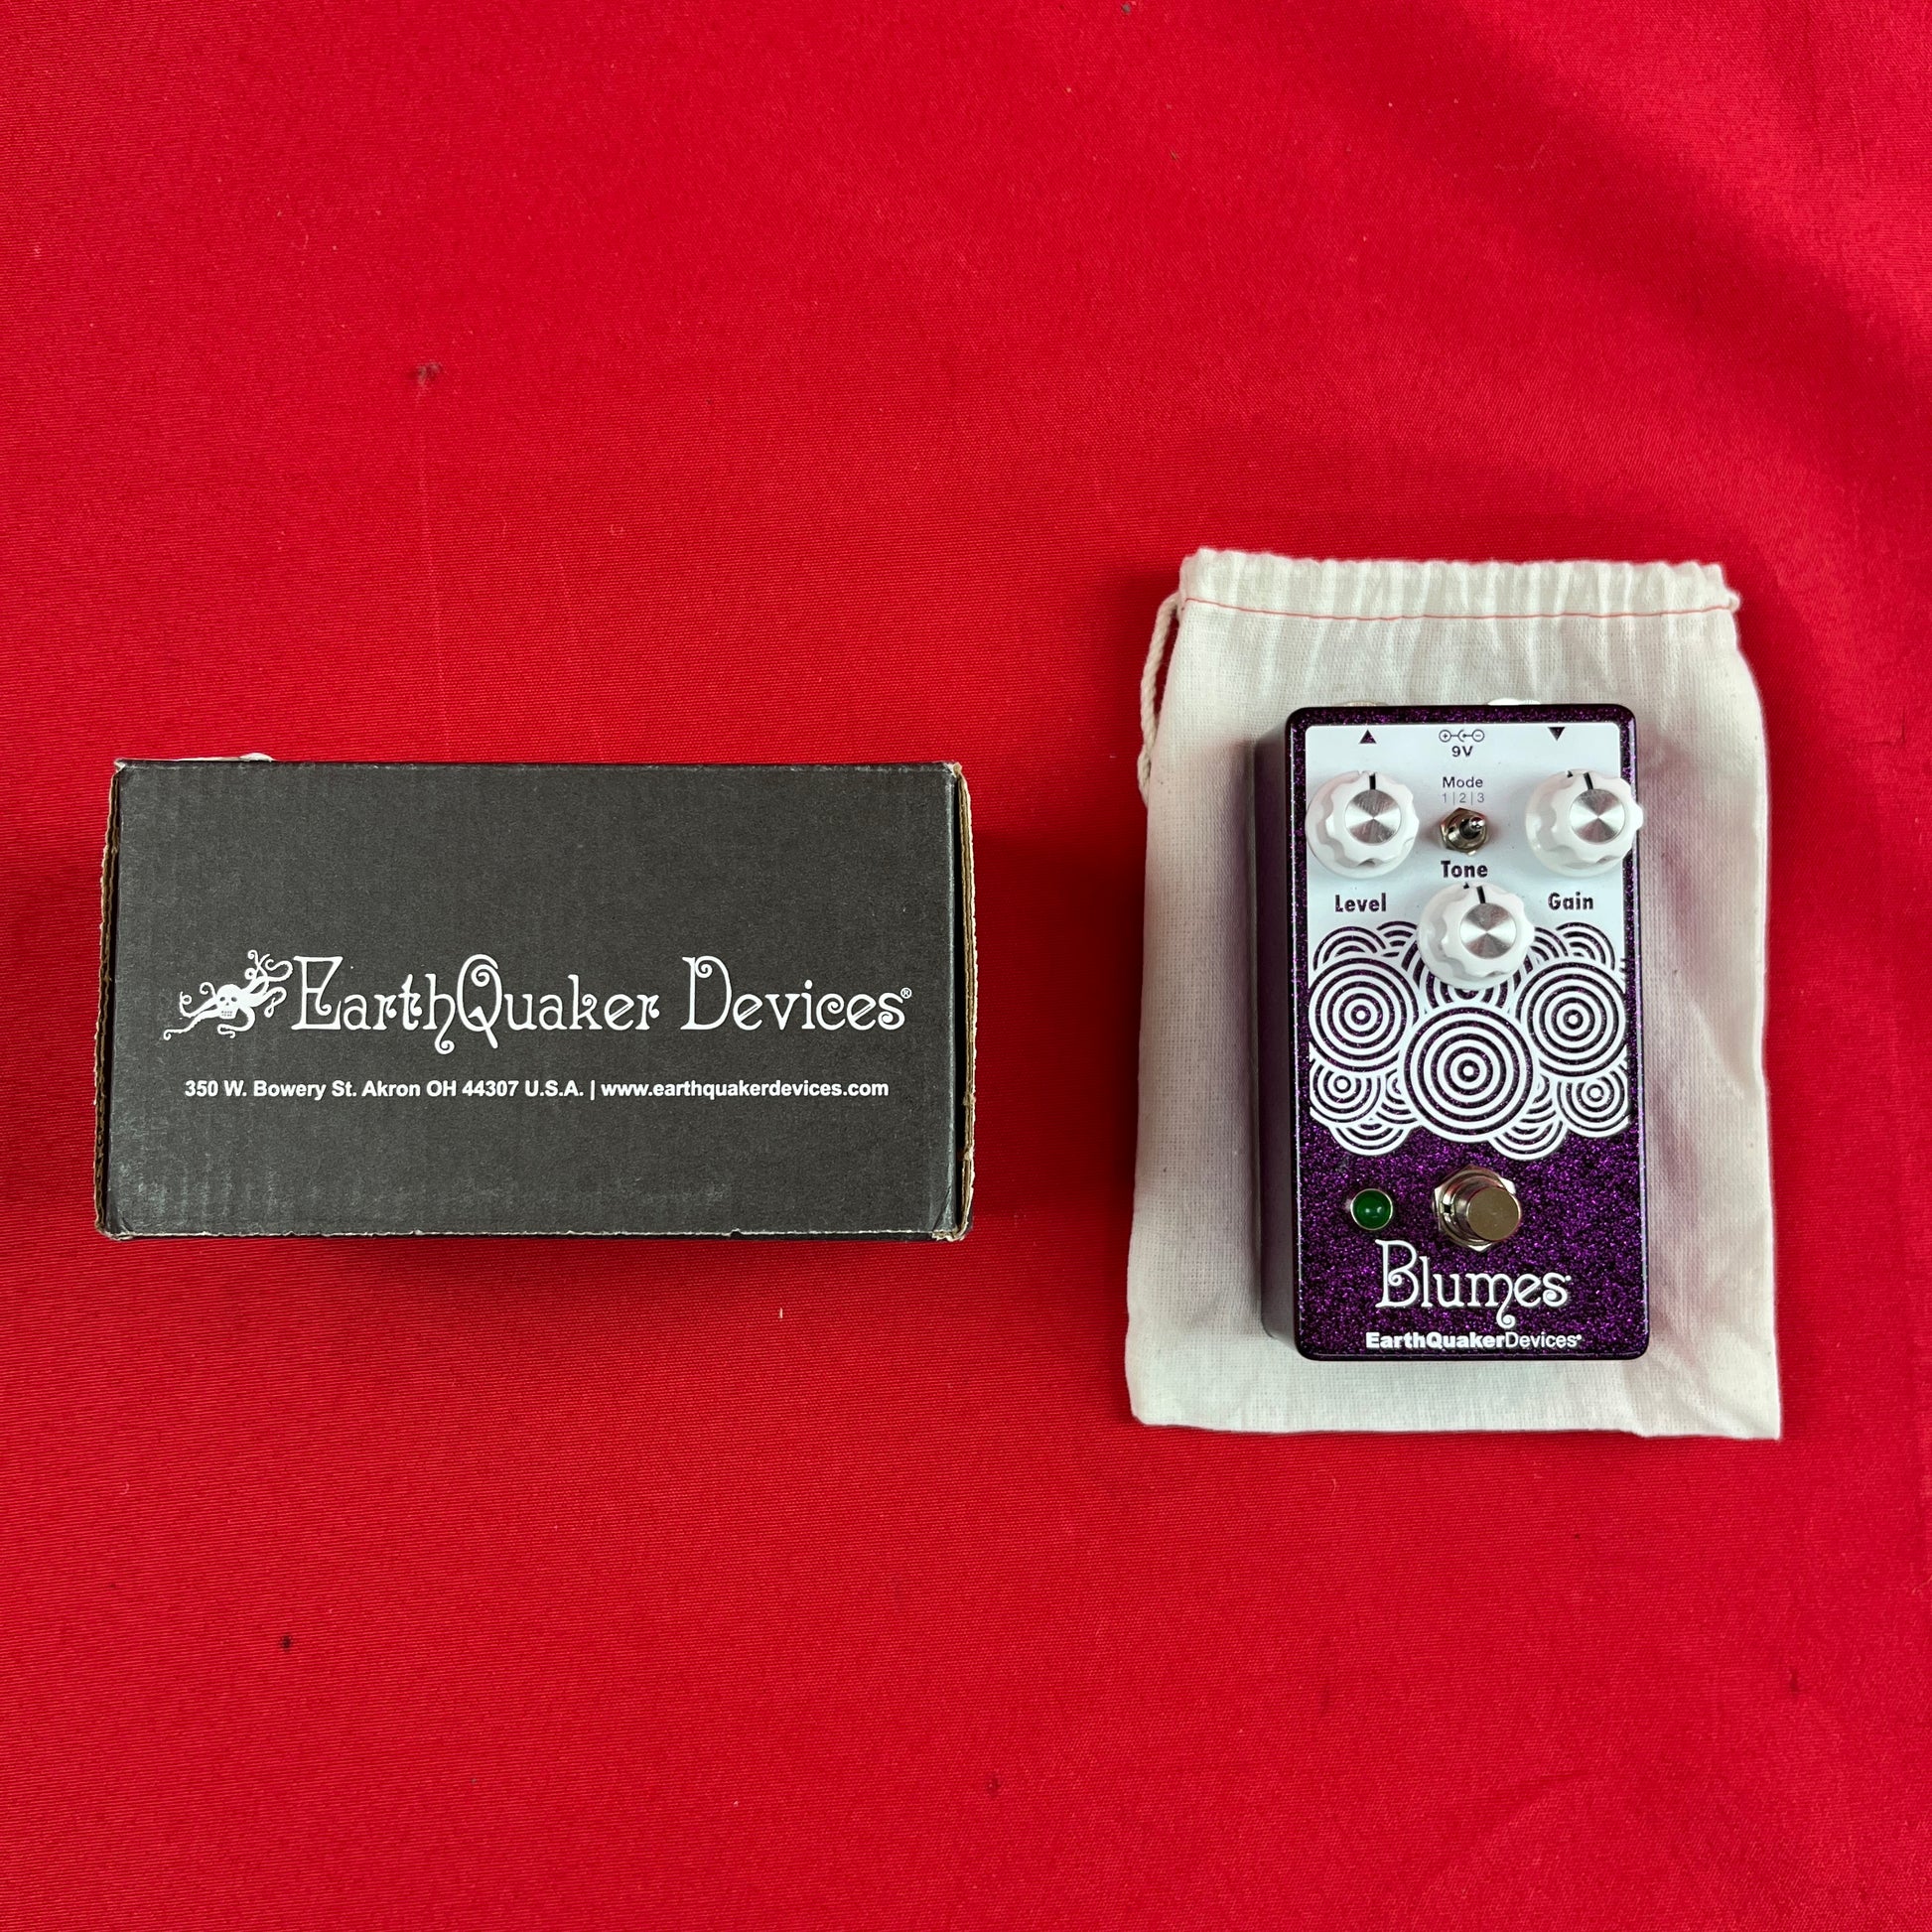 EarthQuaker Devices®
350 W. Bowery St. Akron OH 44307 U.S.A. | www.earthquakerdevices.com
9V
Mode
1|2|3
Tone
Level
Gain
Blumes
EarthQuakerDevices®